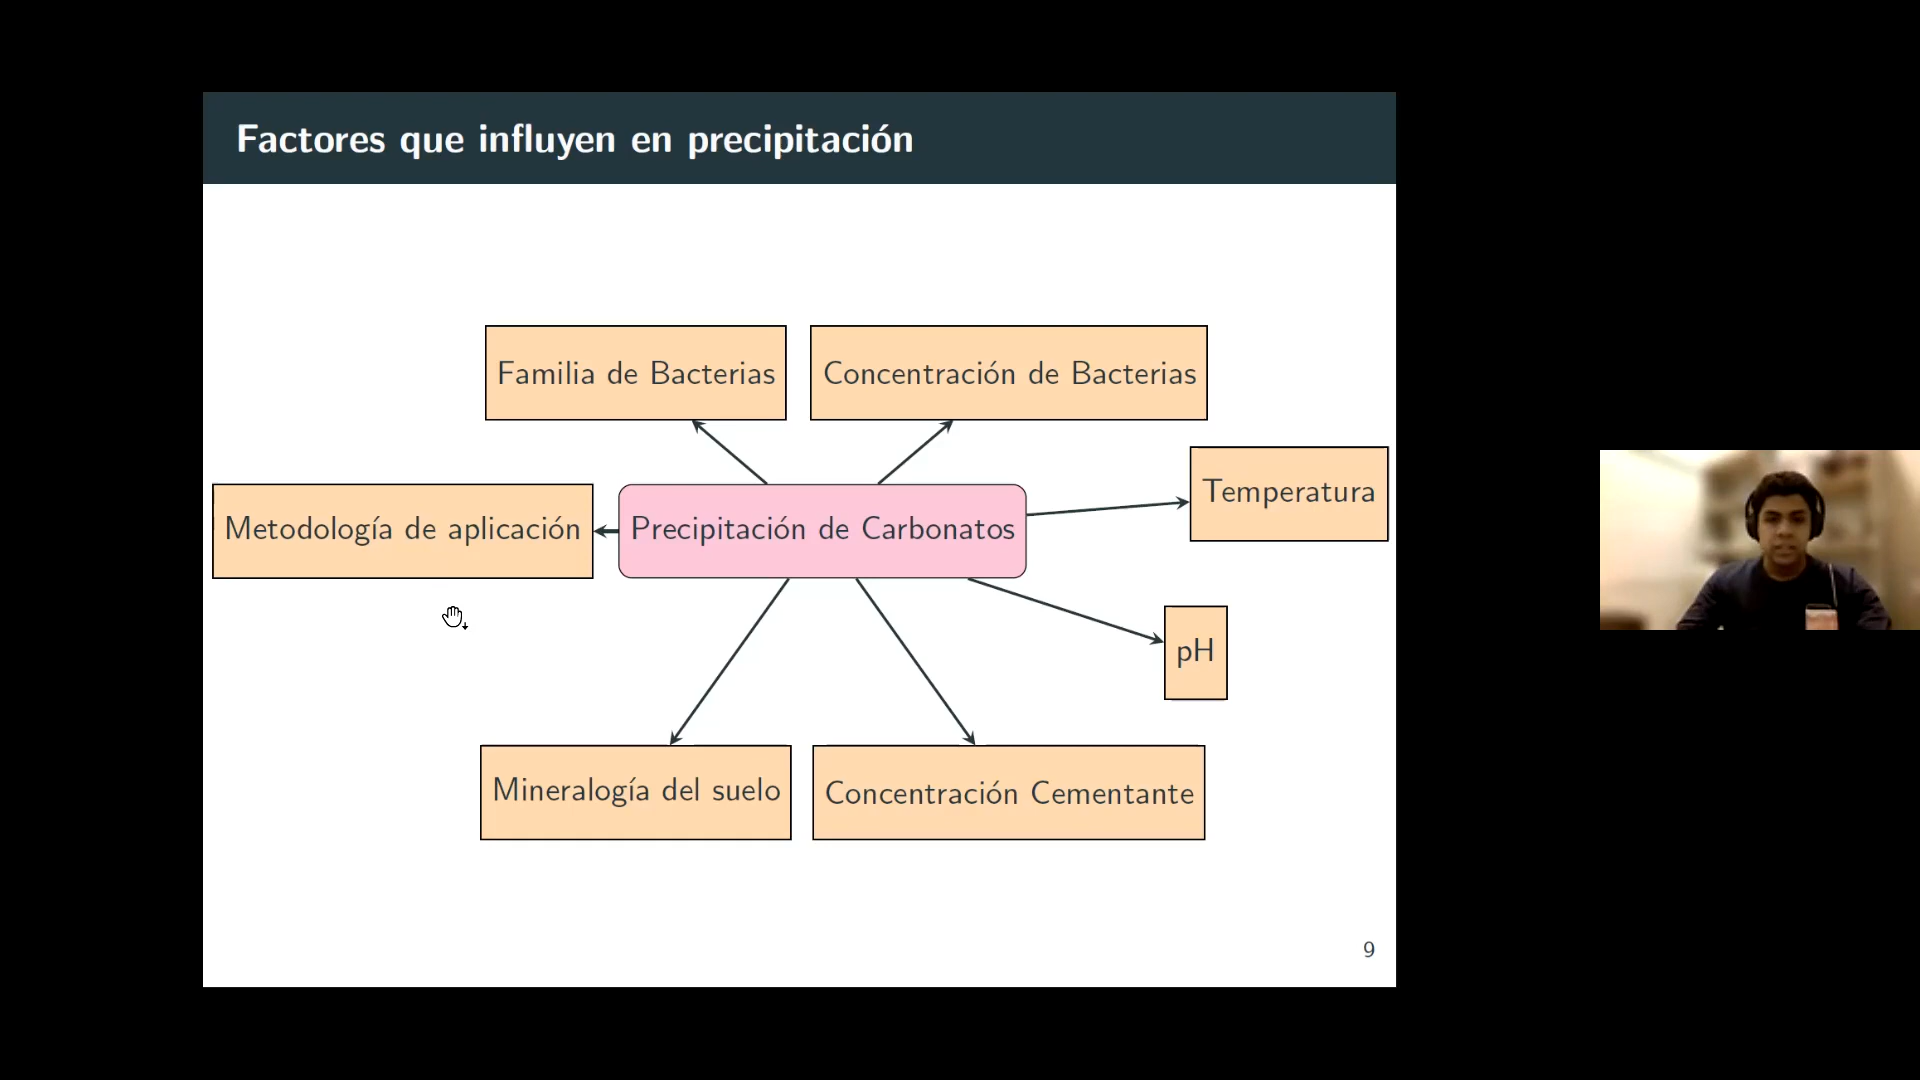 Factores que influyen en precipitación
Familia de Bacterias
Concentración de Bacterias
Temperatura
Metodología de aplicación
Precipitación de Carbonatos
pH
Mineralogía del suelo
Concentración Cementante
9